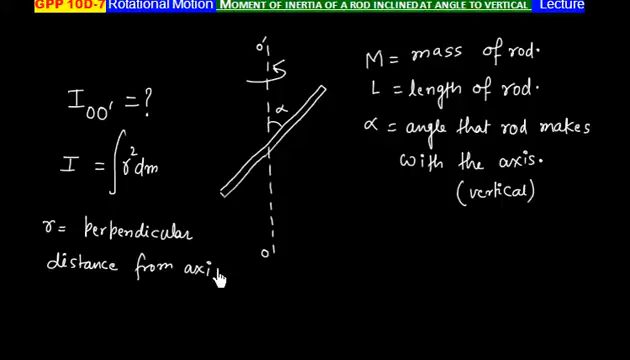 GPP 10D-7 Rotational Motion MOMENT OF INERTIA OF A ROD INCLINED AT ANGLE TO VERTICAL Lecture
O'
α
O'
I OO' = ?
I = ∫r² dm
r = perpendicular
distance from axi
M = mass of rod.
L = length of rod.
α = angle that rod makes
with the axis.
(vertical)